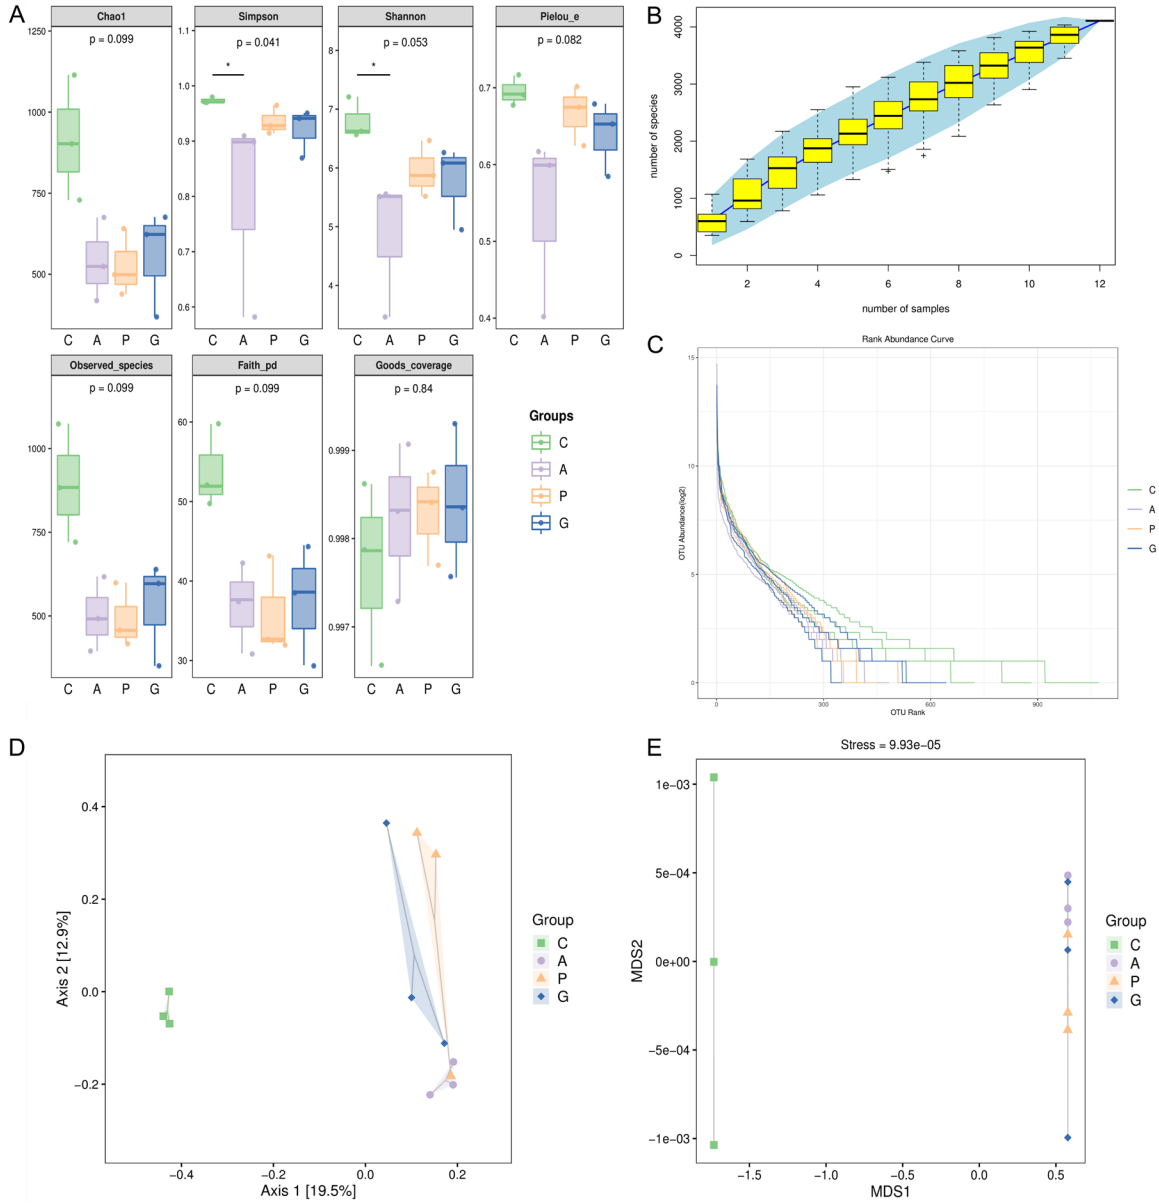 A
Chao1
Simpson
Shannon
Pielou_e
p = 0.099
p = 0.041
p = 0.053
p = 0.082
*
*
1250
1000
750
500
1.1
1.0
0.9
0.8
0.7
0.6
8
6
4
0.7
0.6
0.5
0.4
C A P G
C A P G
C A P G
C A P G
Observed_species
Faith_pd
Goods_coverage
p = 0.099
p = 0.099
p = 0.84
1000
750
500
60
50
40
30
0.999
0.998
0.997
C A P G
C A P G
C A P G
Groups
C
A
P
G
B
number of species
4000
3000
2000
1000
0
2 4 6 8 10 12
number of samples
C
Rank Abundance Curve
OTU Abundance(log2)
15
10
5
0
0 300 600 900
OTU Rank
C
A
P
G
D
Axis 2 [12.9%]
0.4
0.2
0.0
−0.2
−0.4 −0.2 0.0 0.2
Axis 1 [19.5%]
Group
C
A
P
G
E
Stress = 9.93e-05
MDS2
1e−03
5e−04
0e+00
−5e−04
−1e−03
−1.5 −1.0 −0.5 0.0 0.5
MDS1
Group
C
A
P
G